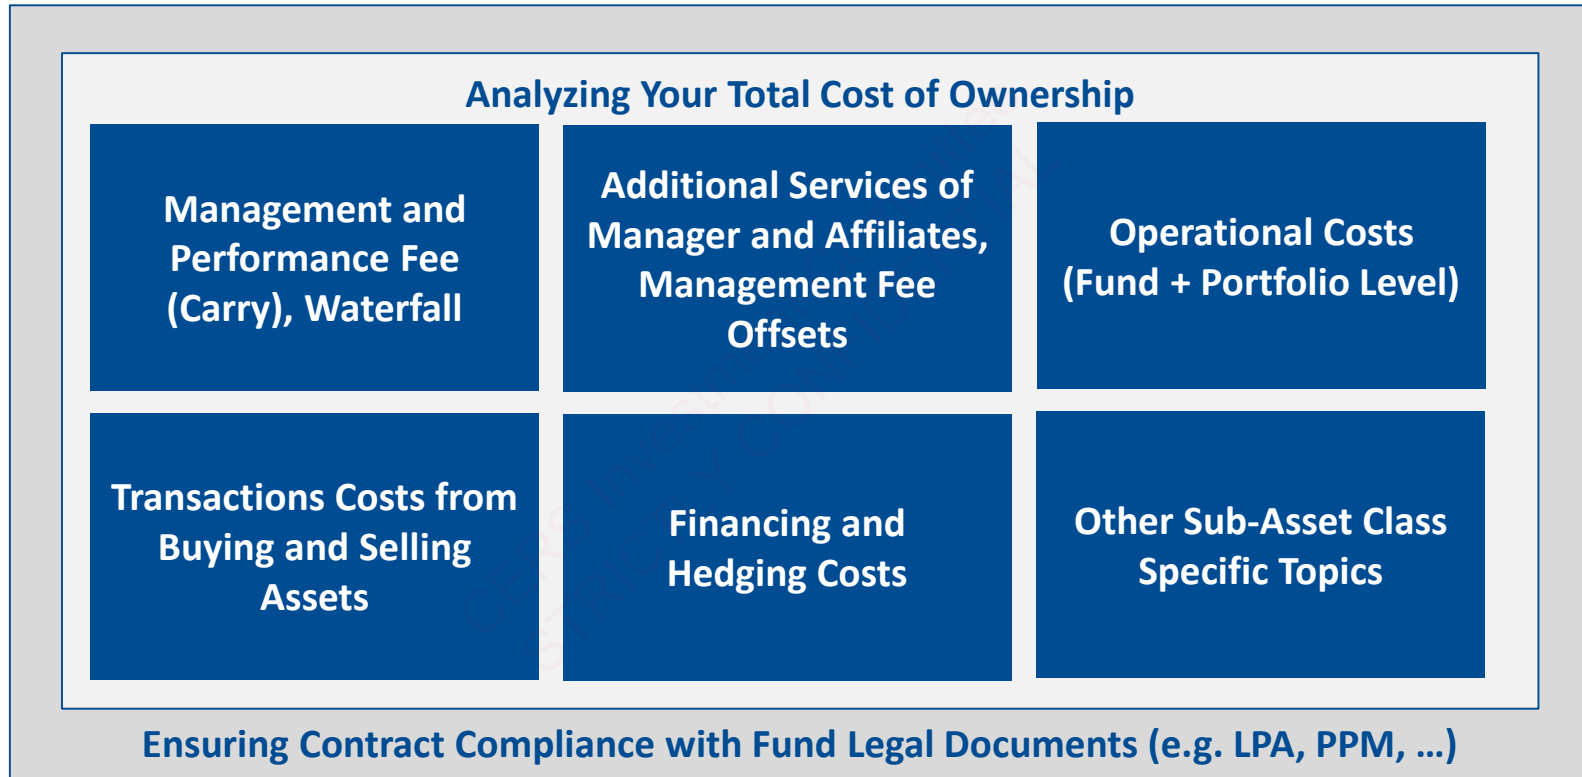 Analyzing Your Total Cost of Ownership
Management and
Performance Fee
(Carry), Waterfall
Additional Services of
Manager and Affiliates,
Management Fee
Offsets
Operational Costs
(Fund + Portfolio Level)
Transactions Costs from
Buying and Selling
Assets
Financing and
Hedging Costs
Other Sub-Asset Class
Specific Topics
Ensuring Contract Compliance with Fund Legal Documents (e.g. LPA, PPM, ...)